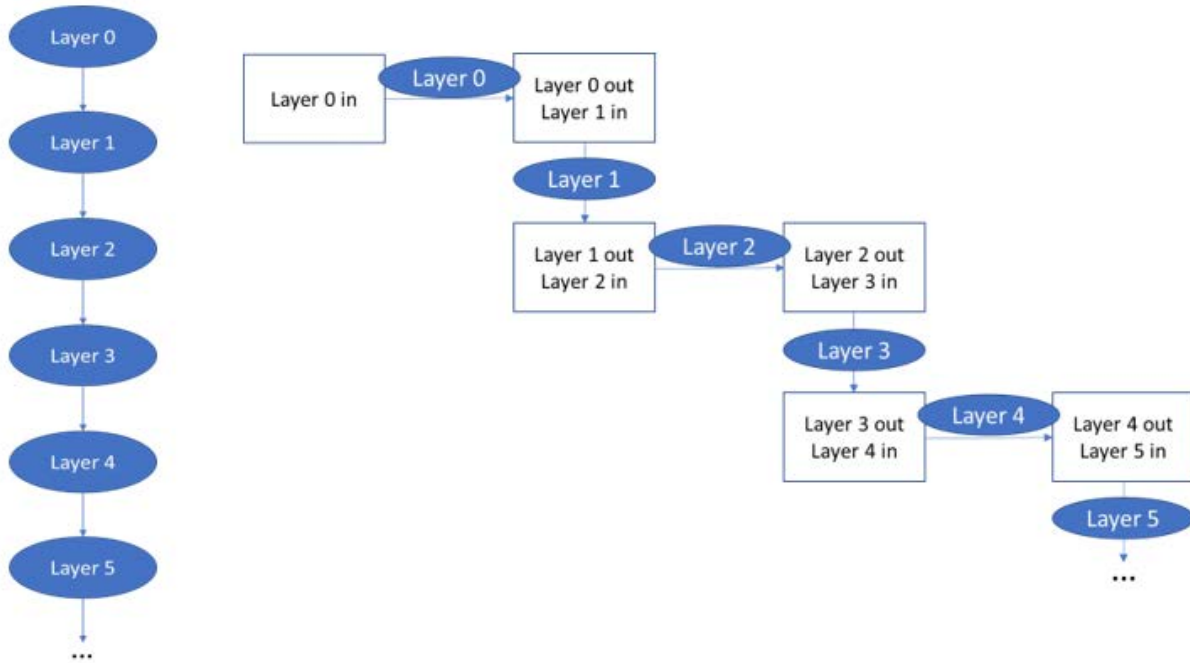 Layer 0
Layer 1
Layer 2
Layer 3
Layer 4
Layer 5
...
Layer 0 in
Layer 0
Layer 0 out
Layer 1 in
Layer 1
Layer 1 out
Layer 2 in
Layer 2
Layer 2 out
Layer 3 in
Layer 3
Layer 3 out
Layer 4 in
Layer 4
Layer 4 out
Layer 5 in
Layer 5
...